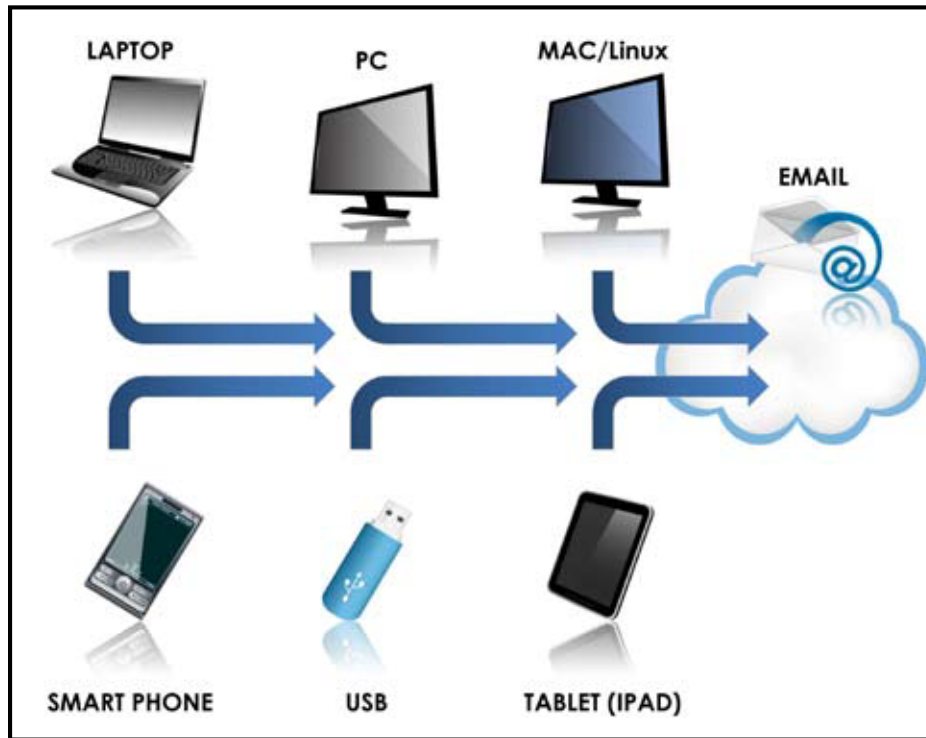 LAPTOP
PC
MAC/Linux
EMAIL
@
SMART PHONE
USB
TABLET (IPAD)